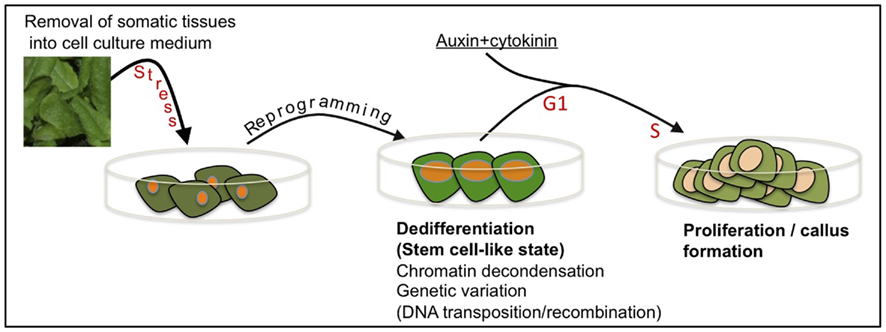 Removal of somatic tissues
into cell culture medium
Stress
Reprogramming
Auxin+cytokinin
G1
S
Dedifferentiation
(Stem cell-like state)
Chromatin decondensation
Genetic variation
(DNA transposition/recombination)
Proliferation / callus
formation